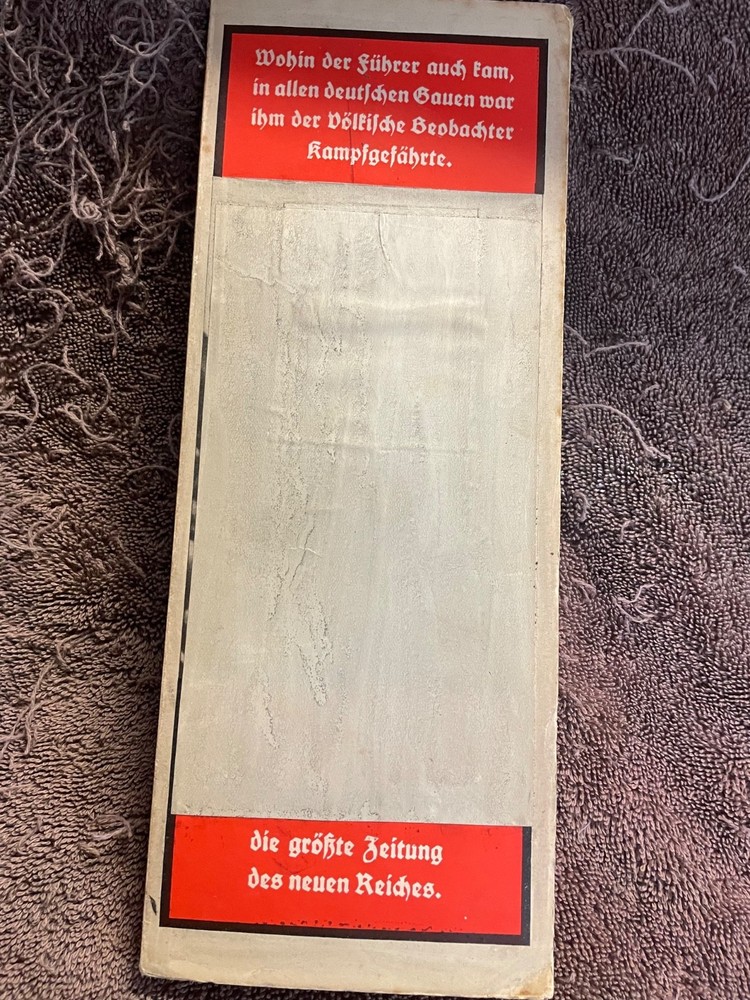 Wohin der Führer auch kam,
in allen deutschen Gauen war
ihm der Völkische Beobachter
Kampfgefährte.
die größte Zeitung
des neuen Reiches.